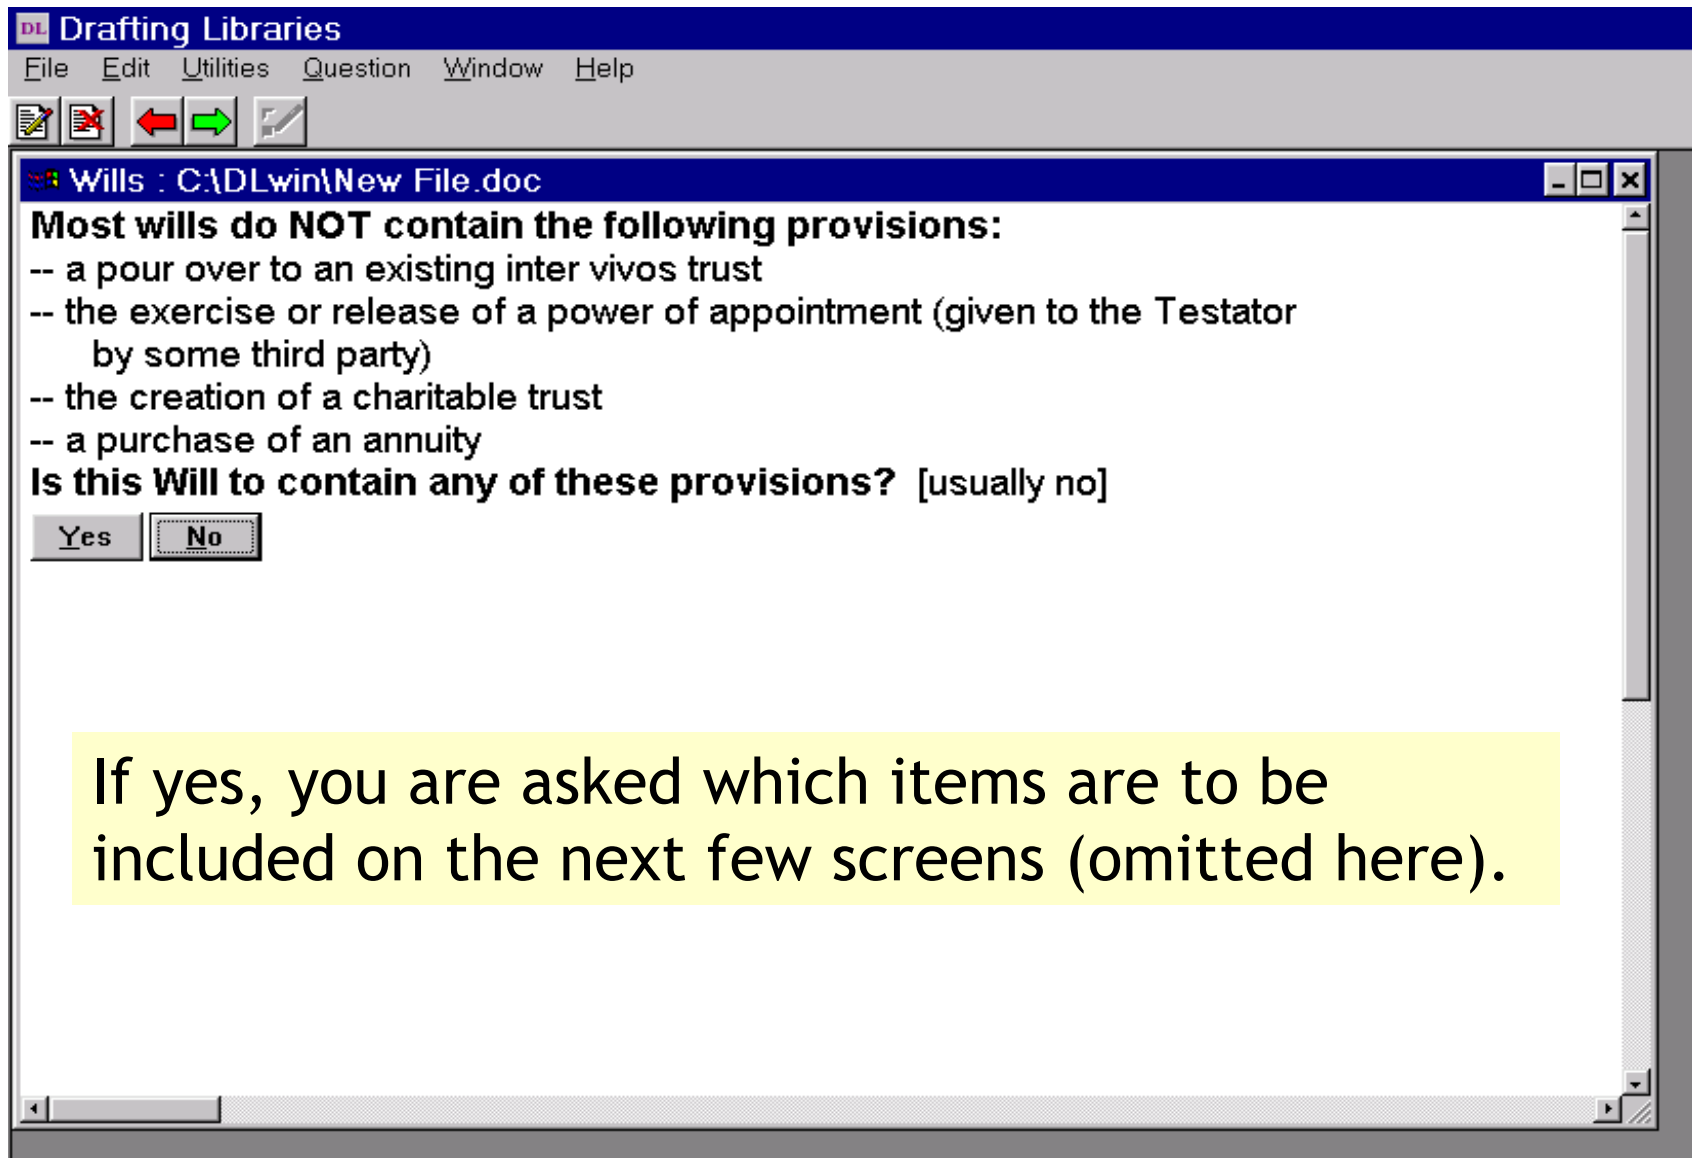 DL Drafting Libraries
File Edit Utilities Question Window Help
Wills : C:\DLwin\New File.doc
Most wills do NOT contain the following provisions:
-- a pour over to an existing inter vivos trust
-- the exercise or release of a power of appointment (given to the Testator
by some third party)
-- the creation of a charitable trust
-- a purchase of an annuity
Is this Will to contain any of these provisions? [usually no]
Yes No
If yes, you are asked which items are to be
included on the next few screens (omitted here).